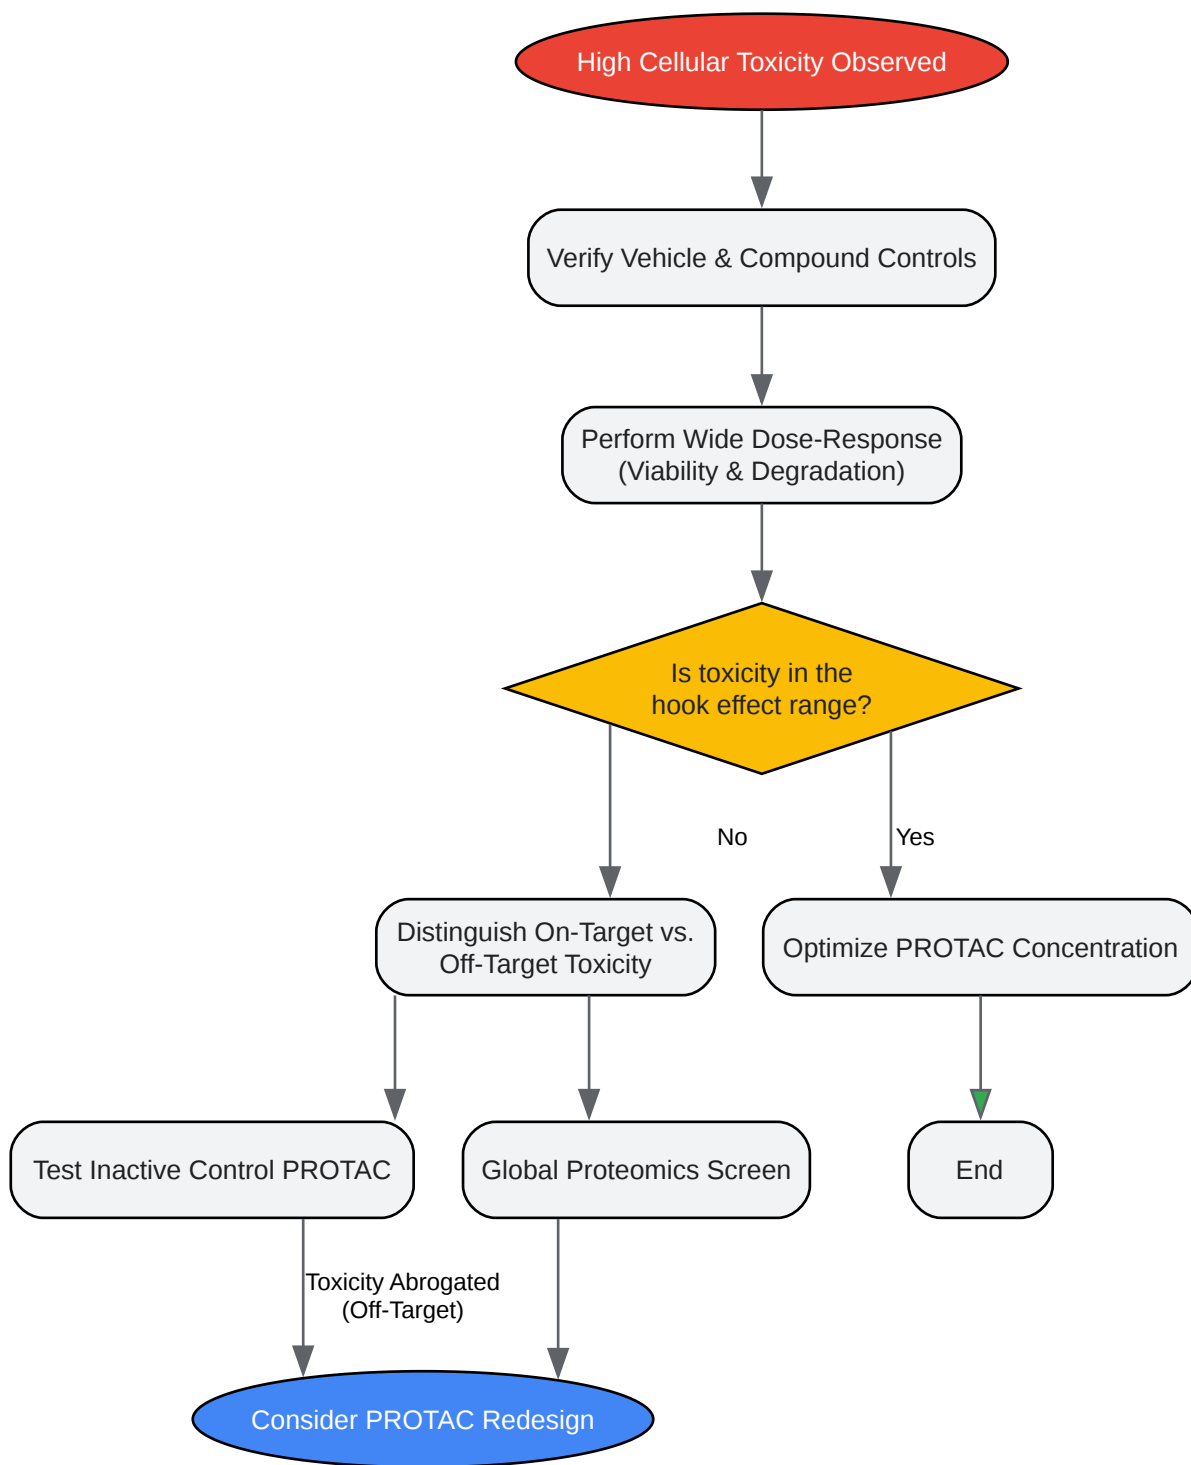 High Cellular Toxicity Observed
Verify Vehicle & Compound Controls
Perform Wide Dose-Response
(Viability & Degradation)
Is toxicity in the
hook effect range?
No
Yes
Distinguish On-Target vs.
Off-Target Toxicity
Optimize PROTAC Concentration
Test Inactive Control PROTAC
Global Proteomics Screen
End
Toxicity Abrogated
(Off-Target)
Consider PROTAC Redesign